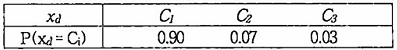 x_d C_1 C_2 C_3
P(x_d = C_i) 0.90 0.07 0.03